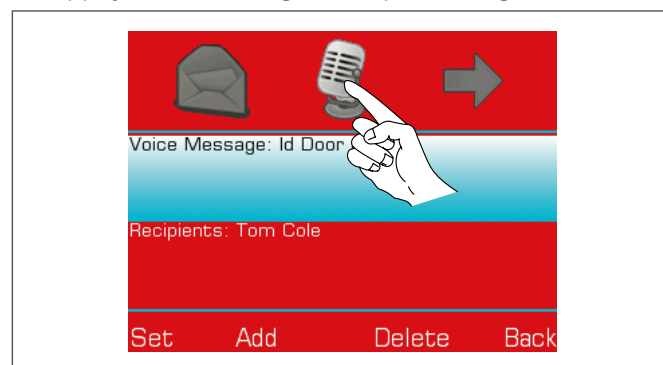 Voice Message: Id Door
Recipients: Tom Cole
Set Add Delete Back